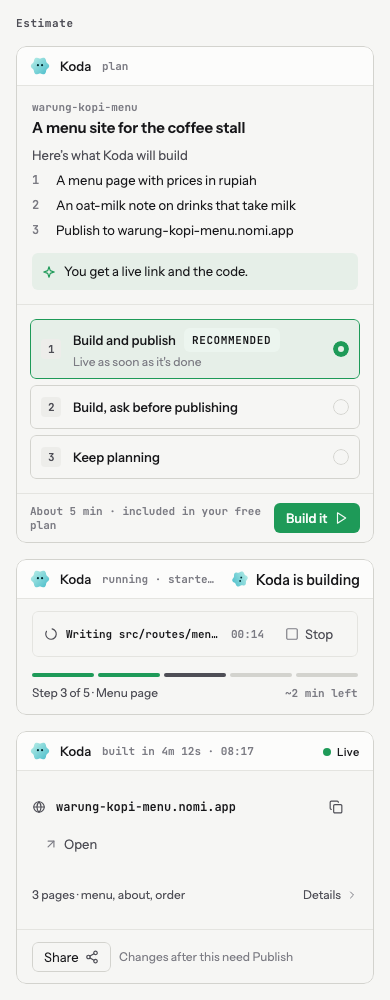 Estimate
Koda plan
warung-kopi-menu
A menu site for the coffee stall
Here's what Koda will build
1 A menu page with prices in rupiah
2 An oat-milk note on drinks that take milk
3 Publish to warung-kopi-menu.nomi.app
You get a live link and the code.
1 Build and publish RECOMMENDED
Live as soon as it's done
2 Build, ask before publishing
3 Keep planning
About 5 min · included in your free
plan
Build it
Koda running · starte… Koda is building
Writing src/routes/men… 00:14 Stop
Step 3 of 5 · Menu page ~2 min left
Koda built in 4m 12s · 08:17 Live
warung-kopi-menu.nomi.app
Open
3 pages · menu, about, order Details
Share Changes after this need Publish